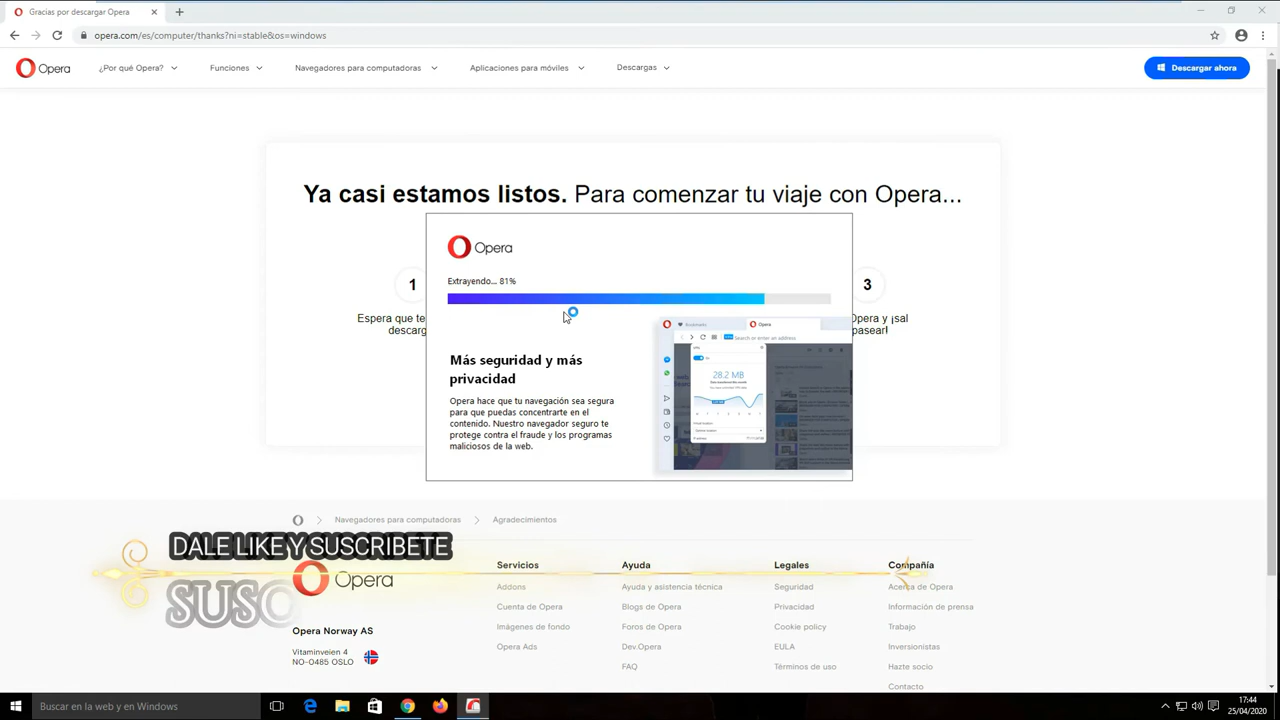 Gracias por descargar Opera
opera.com/es/computer/thanks?ni=stable&os=windows
Opera
¿Por qué Opera?
Funciones
Navegadores para computadoras
Aplicaciones para móviles
Descargas
Descargar ahora
Ya casi estamos listos. Para comenzar tu viaje con Opera...
Opera
Extrayendo... 81%
1
3
Espera que te
descarg
Opera y ¡sal
pasear!
Bookmarks
Opera
Search or enter an address
28.2 MB
Más seguridad y más
privacidad
Opera hace que tu navegación sea segura
para que puedas concentrarte en el
contenido. Nuestro navegador seguro te
protege contra el fraude y los programas
maliciosos de la web.
Navegadores para computadoras
Agradecimientos
DALE LIKE Y SUSCRIBETE
SUSC
Opera
Opera Norway AS
Vitaminveien 4
NO-0485 OSLO
Servicios
Addons
Cuenta de Opera
Imágenes de fondo
Opera Ads
Ayuda
Ayuda y asistencia técnica
Blogs de Opera
Foros de Opera
Dev.Opera
FAQ
Legales
Seguridad
Privacidad
Cookie policy
EULA
Términos de uso
Compañía
Acerca de Opera
Información de prensa
Trabajo
Inversionistas
Hazte socio
Contacto
Buscar en la web y en Windows
17:44
25/04/2020